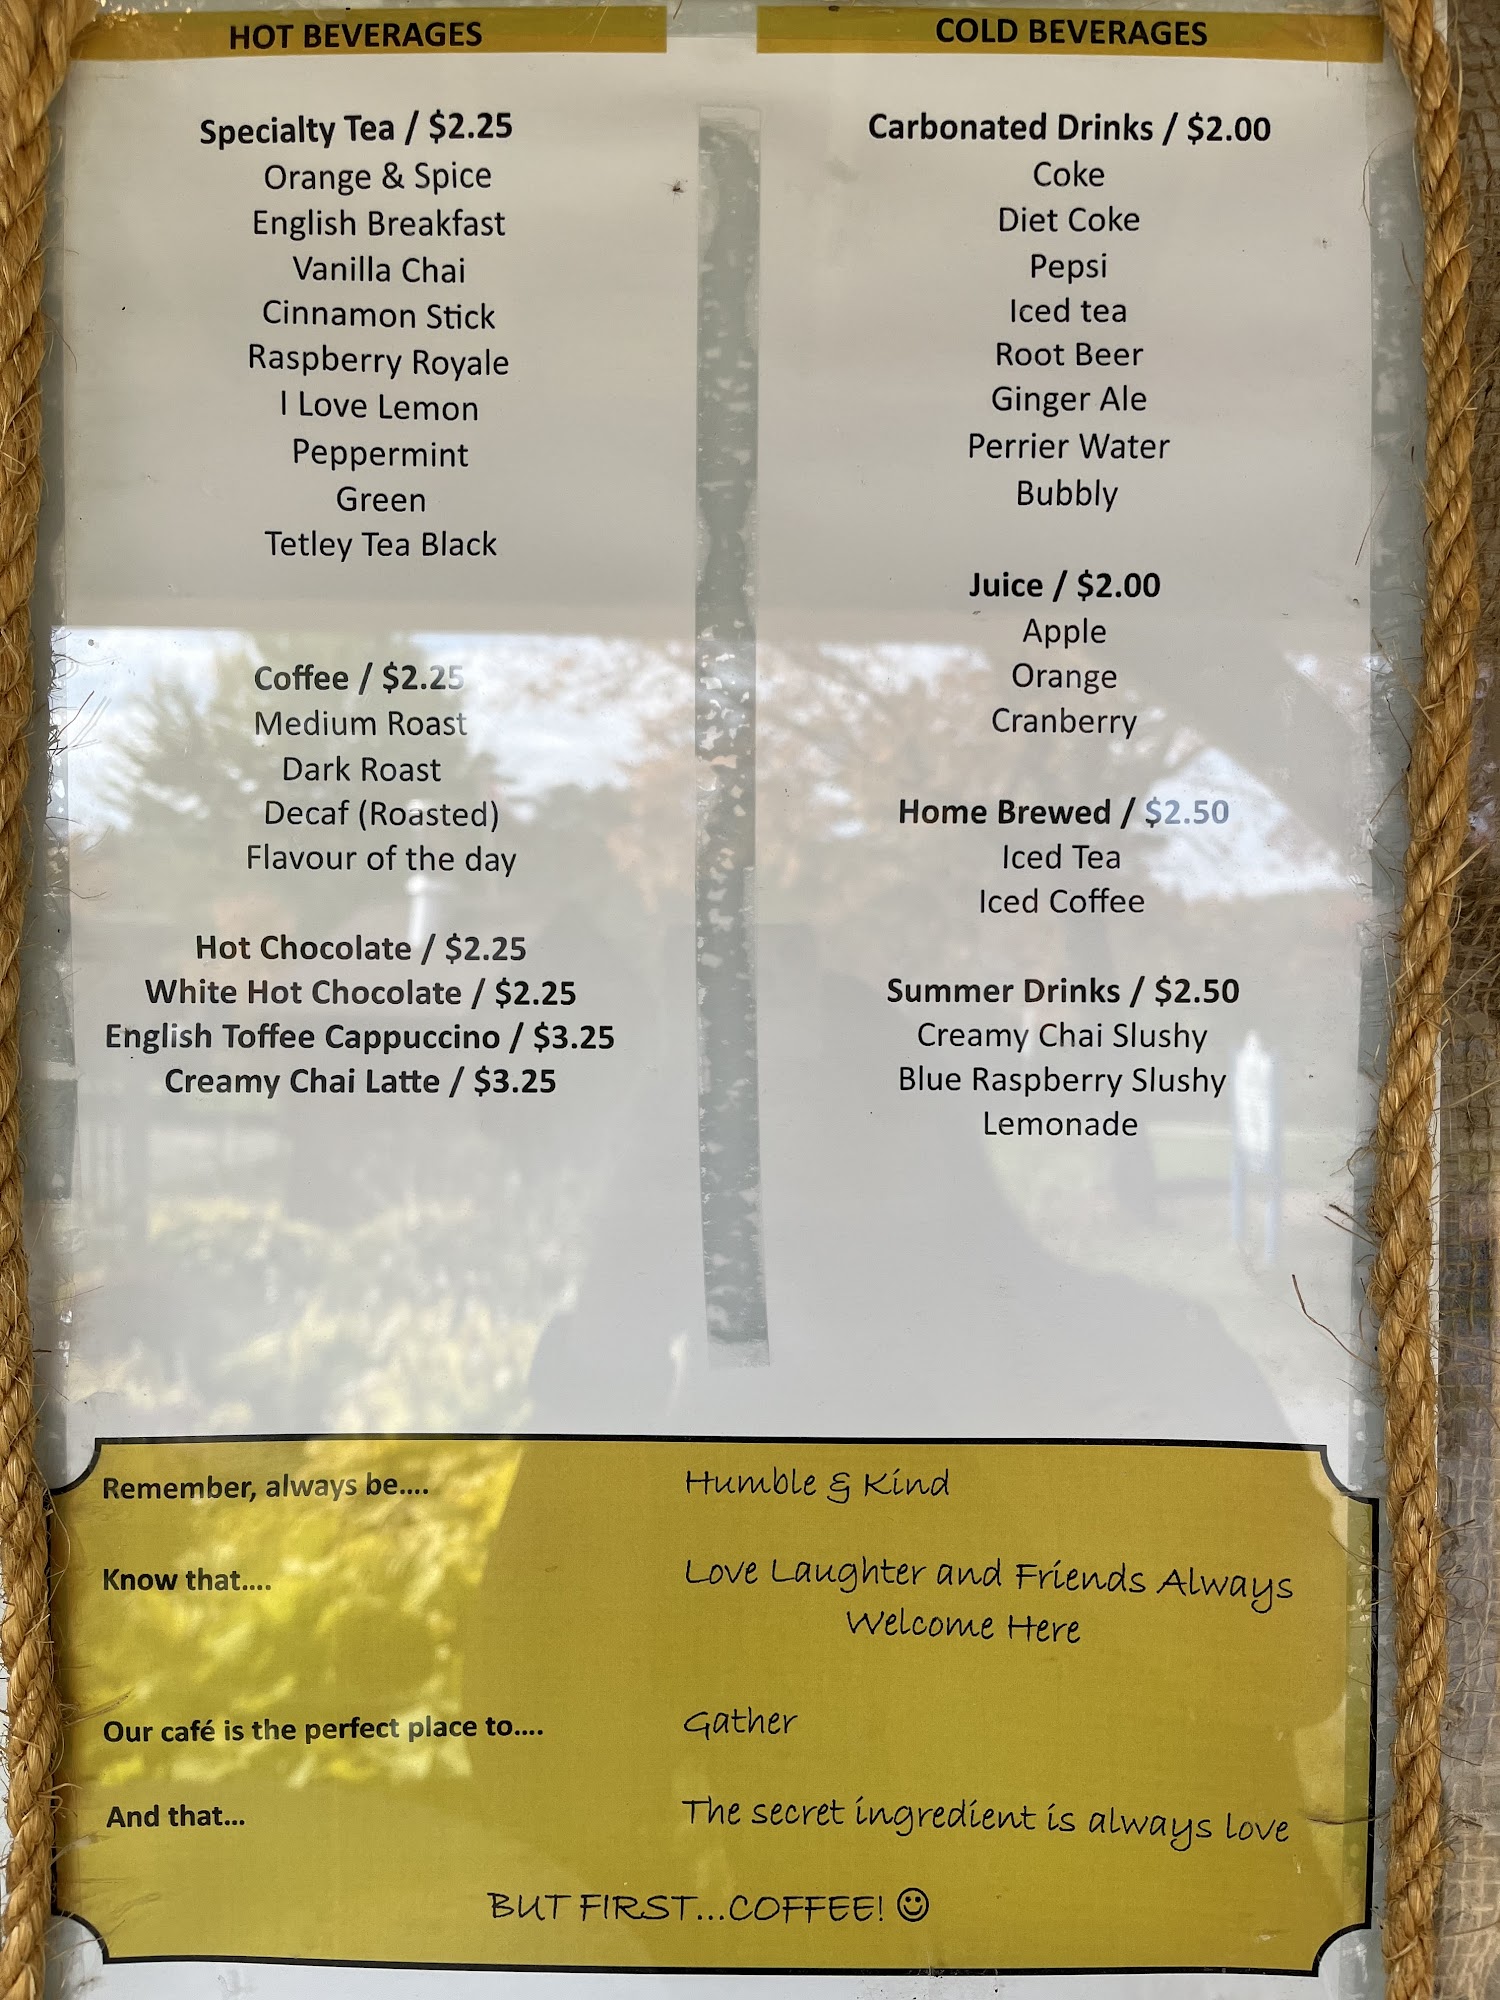 HOT BEVERAGES
Specialty Tea / $2.25
Orange & Spice
English Breakfast
Vanilla Chai
Cinnamon Stick
Raspberry Royale
I Love Lemon
Peppermint
Green
Tetley Tea Black
Coffee / $2.25
Medium Roast
Dark Roast
Decaf (Roasted)
Flavour of the day
Hot Chocolate / $2.25
White Hot Chocolate / $2.25
English Toffee Cappuccino / $3.25
Creamy Chai Latte / $3.25
COLD BEVERAGES
Carbonated Drinks / $2.00
Coke
Diet Coke
Pepsi
Iced tea
Root Beer
Ginger Ale
Perrier Water
Bubbly
Juice / $2.00
Apple
Orange
Cranberry
Home Brewed / $2.50
Iced Tea
Iced Coffee
Summer Drinks / $2.50
Creamy Chai Slushy
Blue Raspberry Slushy
Lemonade
Remember, always be.... Humble & Kind
Know that.... Love Laughter and Friends Always
Welcome Here
Our café is the perfect place to.... Gather
And that... The secret ingredient is always love
BUT FIRST...COFFEE! ☺